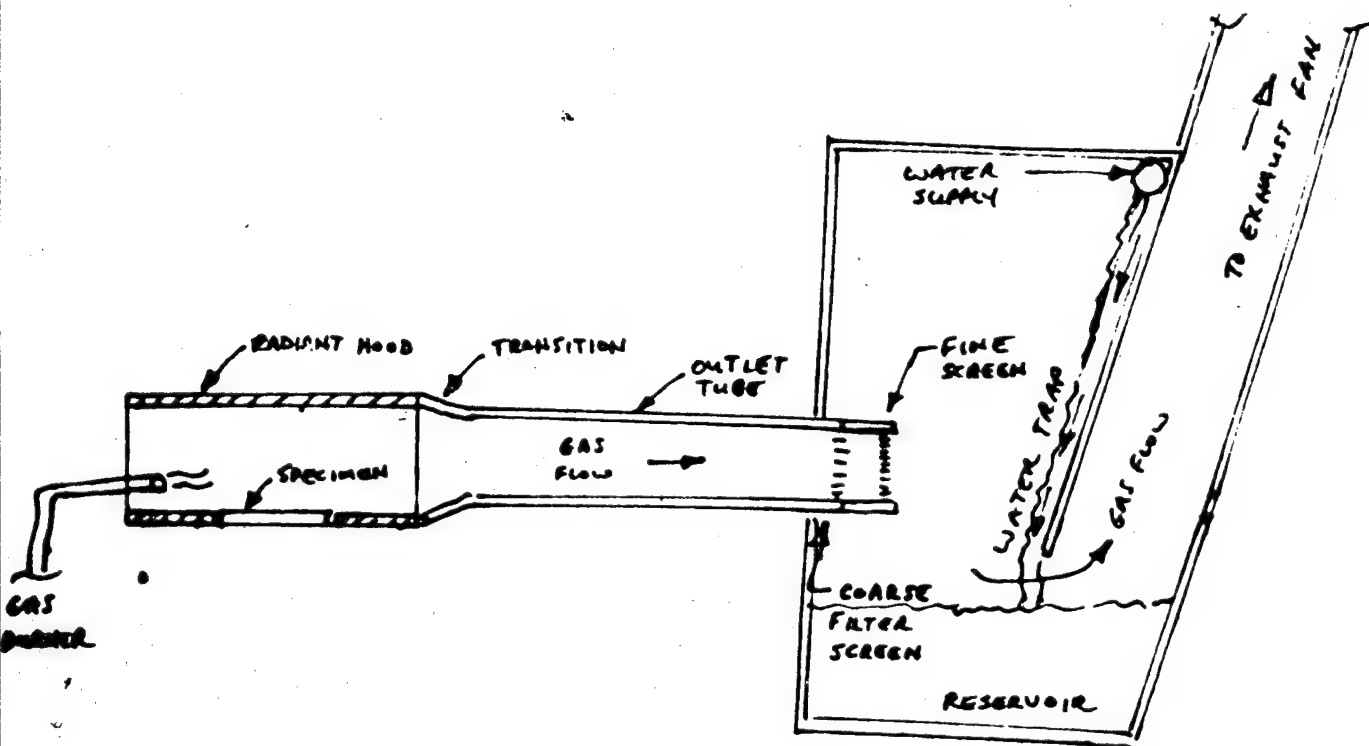 TO EXHAUST FAN
WATER
SUPPLY
RADIANT HOOD
TRANSITION
OUTLET
TUBE
FINE
SCREEN
GAS
FLOW
SPECIMEN
WATER TRAP
GAS FLOW
GAS
BURNER
COARSE
FILTER
SCREEN
RESERVOIR